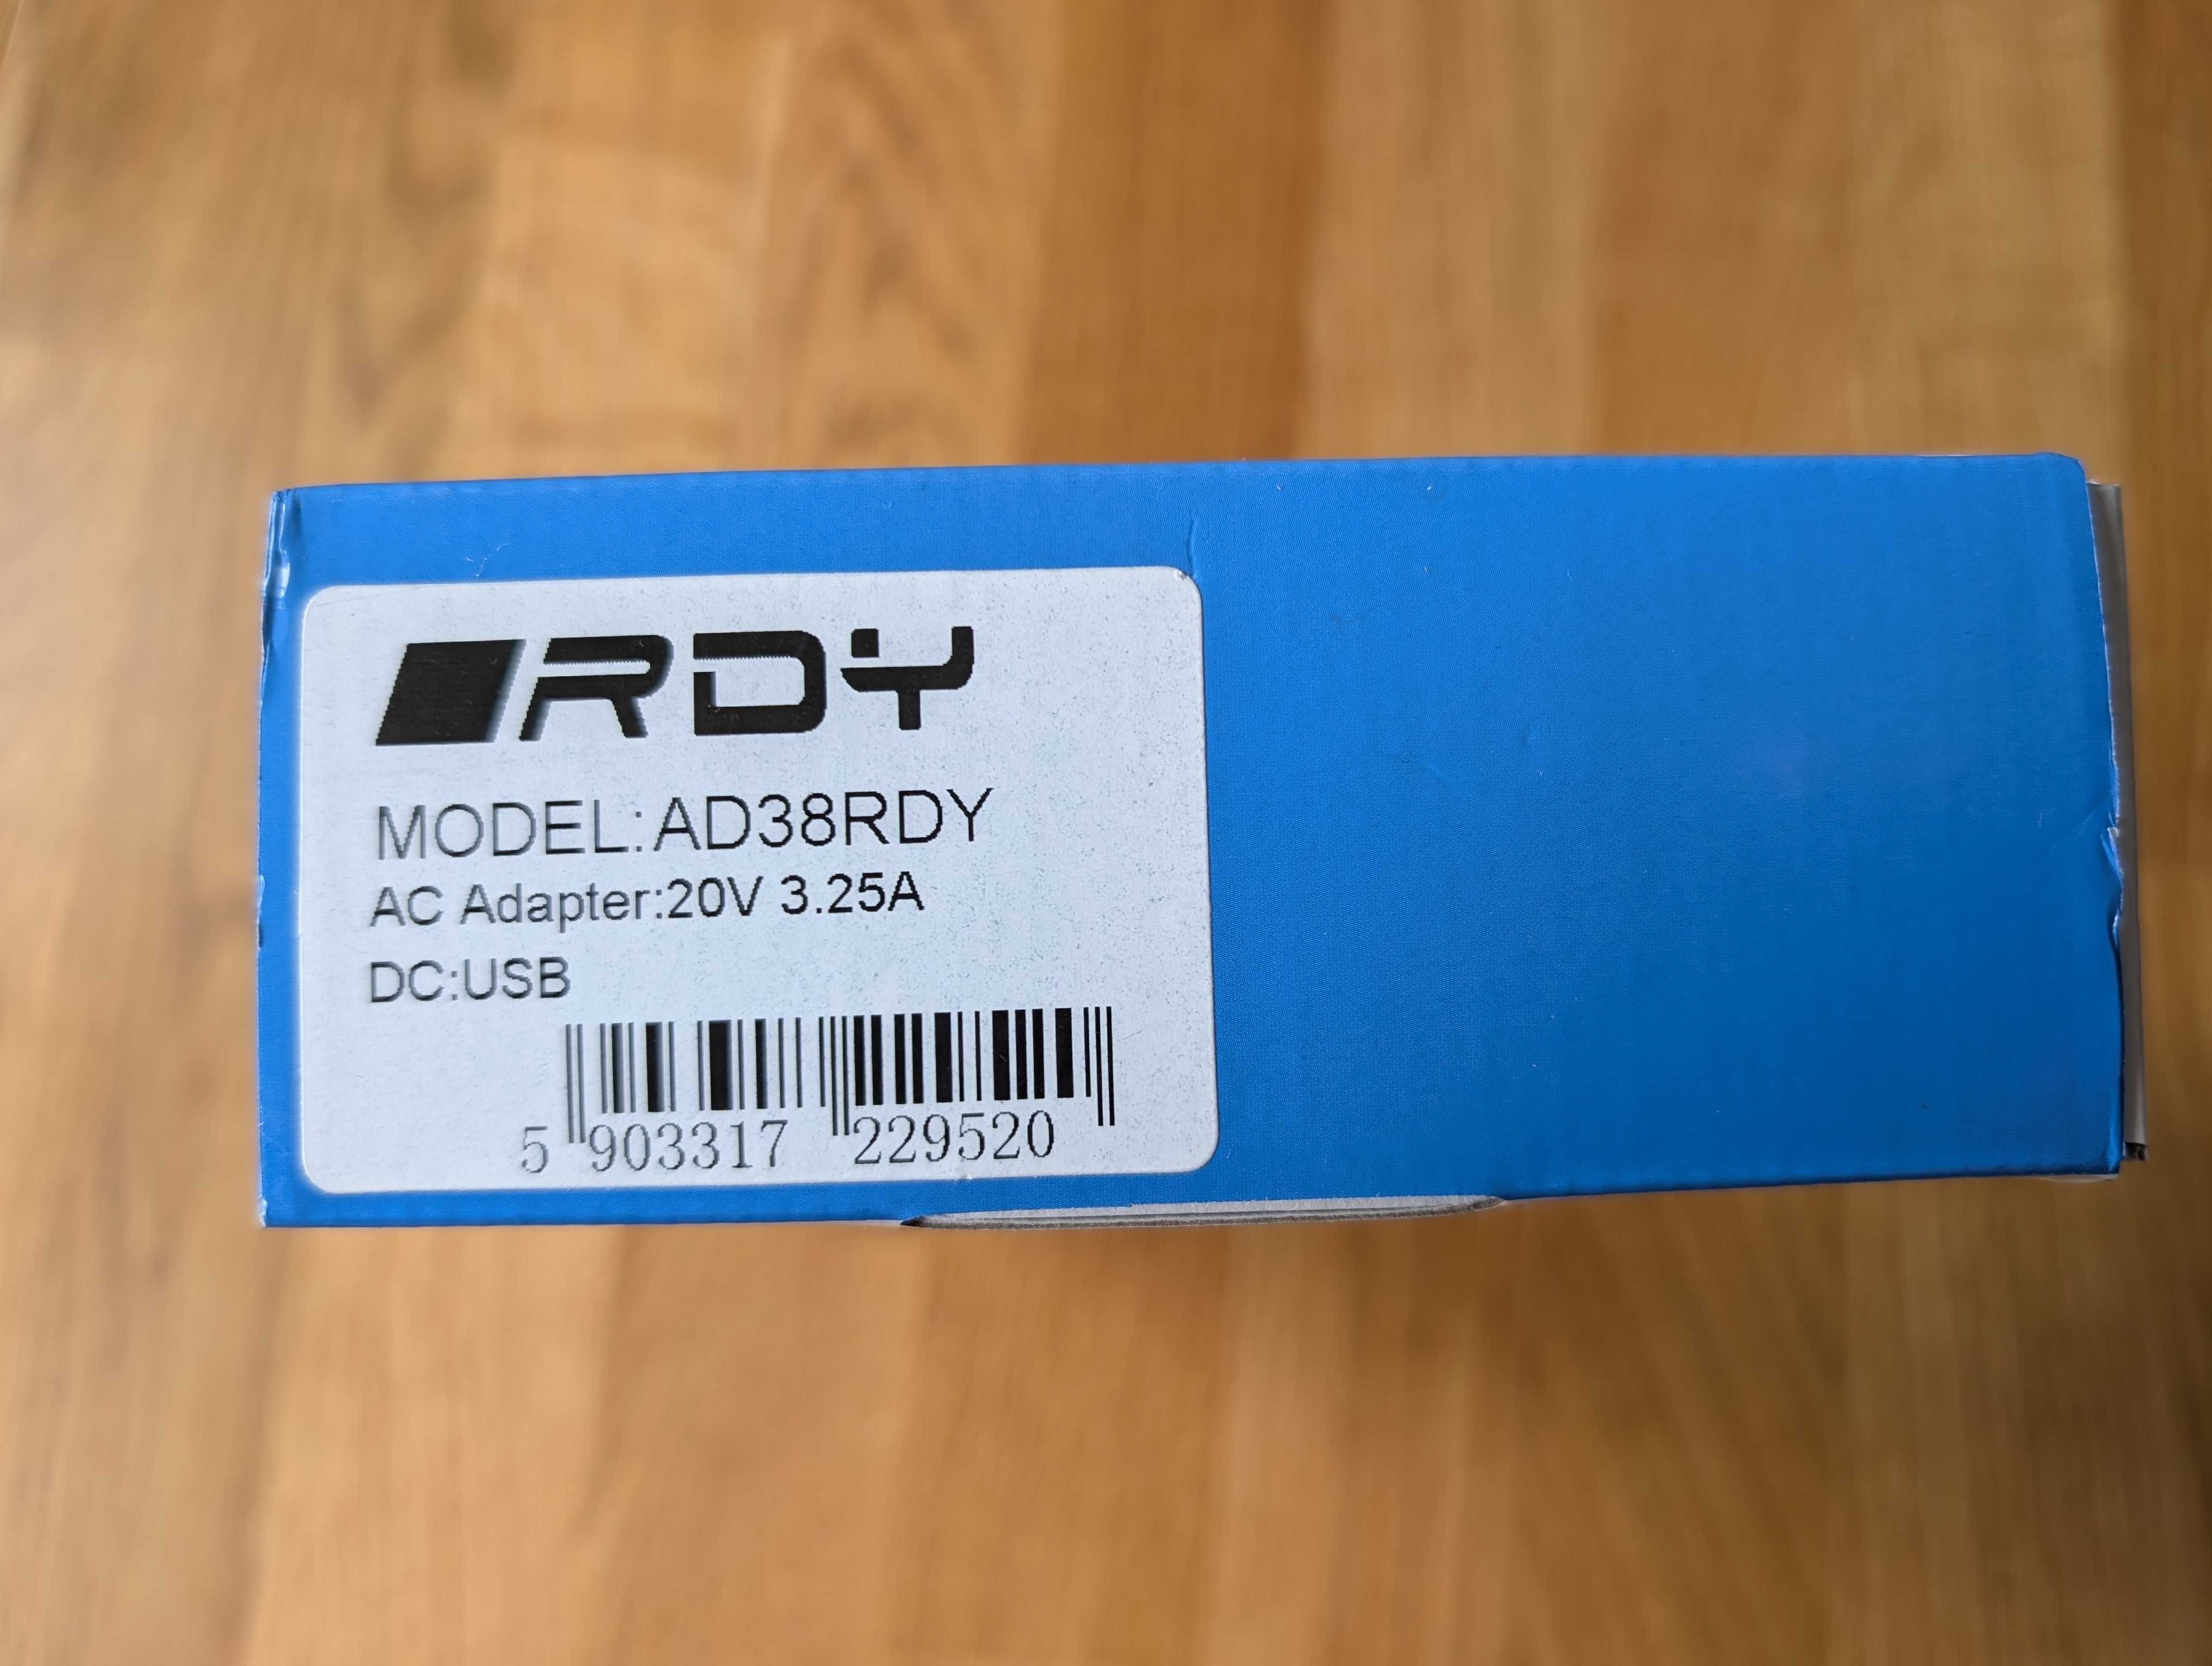 RDY
MODEL:AD38RDY
AC Adapter:20V 3.25A
DC:USB
5 903317 229520